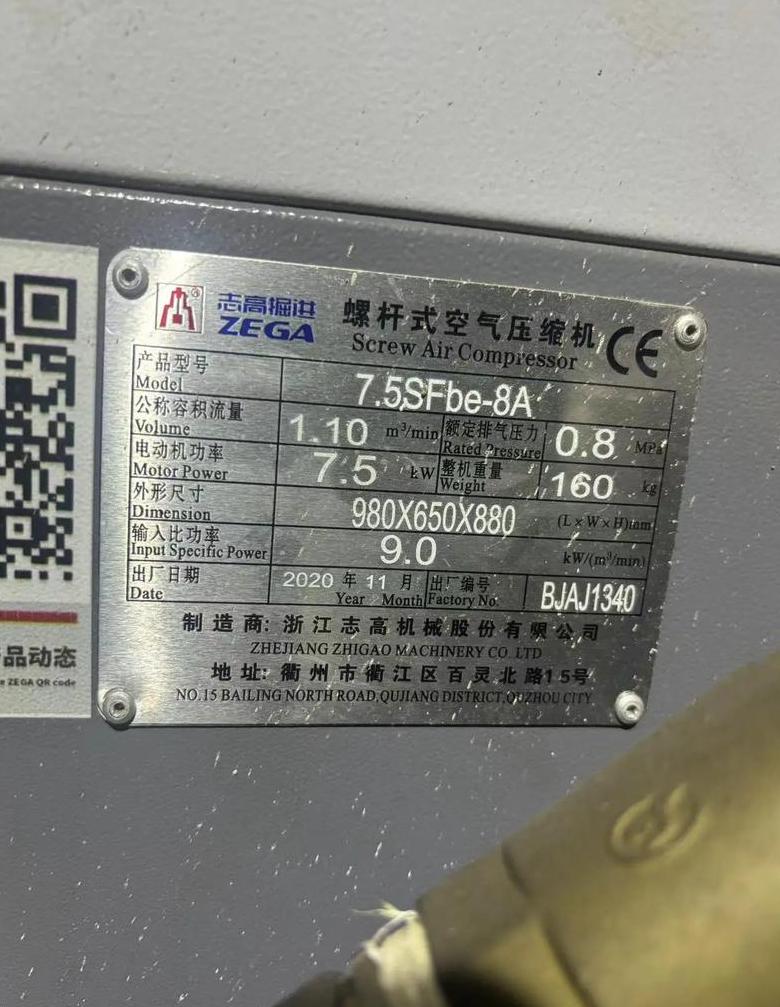 志高掘进 ZEGA
螺杆式空气压缩机
Screw Air Compressor
CE
产品型号 Model 7.5SFbe-8A
公称容积流量 Volume 1.10 m³/min 额定排气压力 Rated Pressure 0.8 MPa
电动机功率 Motor Power 7.5 kW 整机重量 Weight 160 kg
外形尺寸 Dimension 980X650X880 (L×W×H)mm
输入比功率 Input Specific Power 9.0 kW/(m³/min)
出厂日期 Date 2020 年 Year 11 月 Month 出厂编号 Factory No. BJAJ1340
制造商: 浙江志高机械股份有限公司
ZHEJIANG ZHIGAO MACHINERY CO. LTD
地址: 衢州市衢江区百灵北路15号
NO.15 BAILING NORTH ROAD,QUJIANG DISTRICT,QUZHOU CITY
品动态
ZEGA QR code